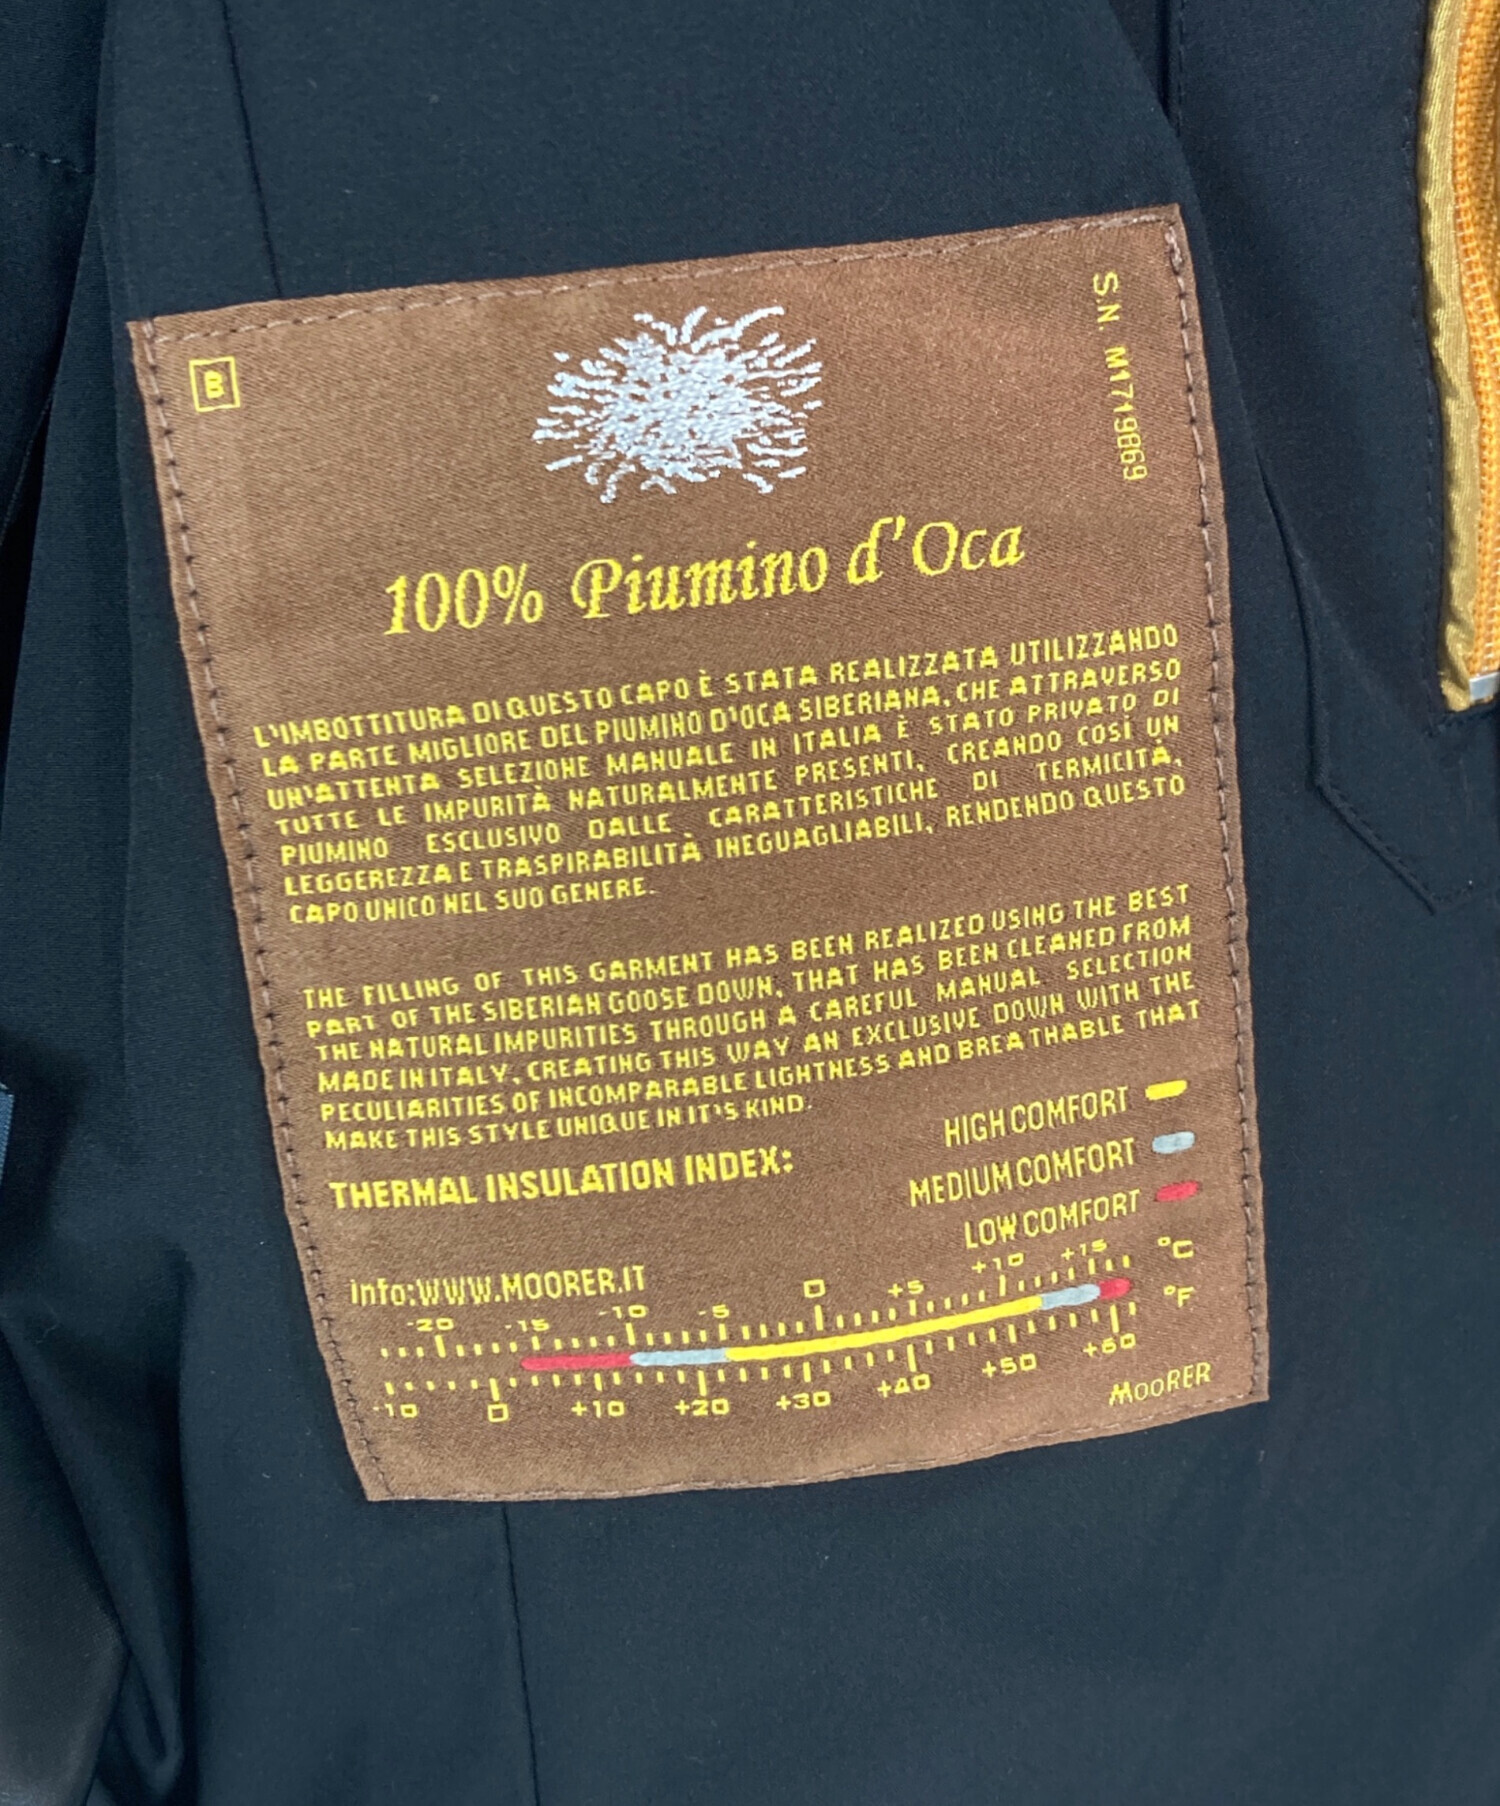 B
S.N. M1719869
100% Piumino d'Oca
L'IMBOTTITURA DI QUESTO CAPO È STATA REALIZZATA UTILIZZANDO
LA PARTE MIGLIORE DEL PIUMINO D'OCA SIBERIANA, CHE ATTRAVERSO
UN'ATTENTA SELEZIONE MANUALE IN ITALIA È STATO PRIVATO DI
TUTTE LE IMPURITÀ NATURALMENTE PRESENTI, CREANDO COSÌ UN
PIUMINO ESCLUSIVO DALLE CARATTERISTICHE DI TERMICITÀ,
LEGGEREZZA E TRASPIRABILITÀ INEGUAGLIABILI, RENDENDO QUESTO
CAPO UNICO NEL SUO GENERE.
THE FILLING OF THIS GARMENT HAS BEEN REALIZED USING THE BEST
PART OF THE SIBERIAN GOOSE DOWN, THAT HAS BEEN CLEANED FROM
THE NATURAL IMPURITIES THROUGH A CAREFUL MANUAL SELECTION
MADE IN ITALY, CREATING THIS WAY AN EXCLUSIVE DOWN WITH THE
PECULIARITIES OF INCOMPARABLE LIGHTNESS AND BREATHABLE THAT
MAKE THIS STYLE UNIQUE IN IT'S KIND.
HIGH COMFORT
THERMAL INSULATION INDEX:
MEDIUM COMFORT
LOW COMFORT
info:WWW.MOORER.IT
-20 -15 -10 -5 0 +5 +10 +15 °C
-10 0 +10 +20 +30 +40 +50 +60 °F
MOORER